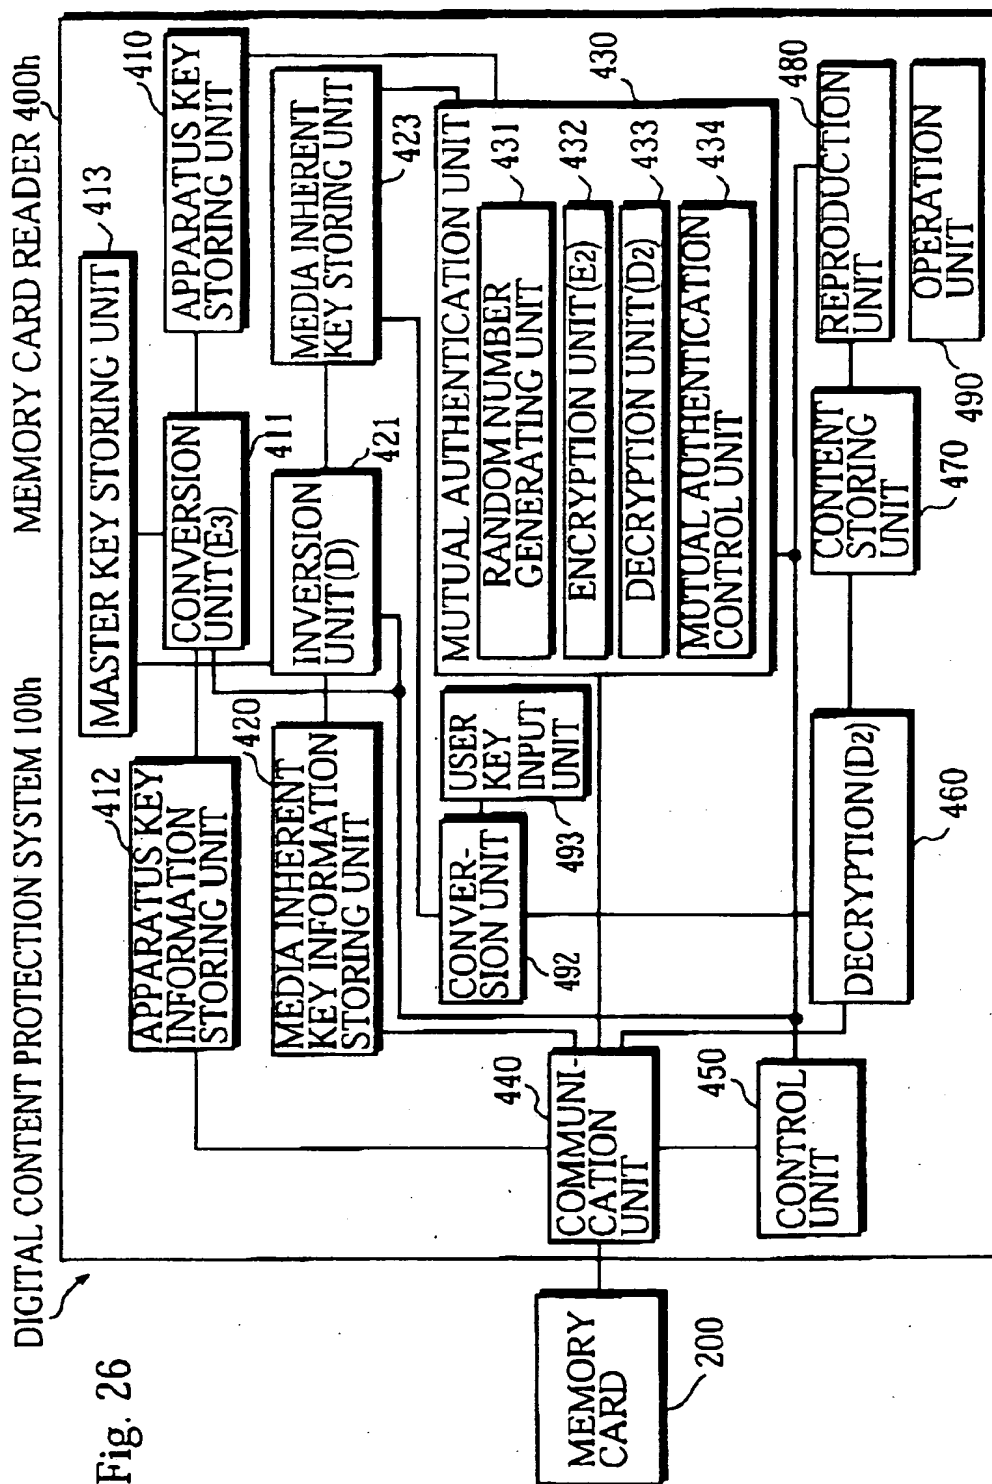 Fig. 26
DIGITAL CONTENT PROTECTION SYSTEM 100h
MEMORY CARD READER 400h
MASTER KEY STORING UNIT
413
APPARATUS KEY
INFORMATION
STORING UNIT
412
CONVERSION
UNIT(E3)
411
APPARATUS KEY
STORING UNIT
410
MEDIA INHERENT
KEY INFORMATION
STORING UNIT
420
INVERSION
UNIT(D)
421
MEDIA INHERENT
KEY STORING UNIT
423
CONVER-
SION UNIT
492
USER
KEY
INPUT
UNIT
493
MUTUAL AUTHENTICATION UNIT
430
RANDOM NUMBER
GENERATING UNIT
431
ENCRYPTION UNIT(E2)
432
DECRYPTION UNIT(D2)
433
MUTUAL AUTHENTICATION
CONTROL UNIT
434
MEMORY
CARD
200
COMMUNI-
CATION
UNIT
440
CONTROL
UNIT
450
DECRYPTION(D2)
460
CONTENT
STORING
UNIT
470
REPRODUCTION
UNIT
480
OPERATION
UNIT
490